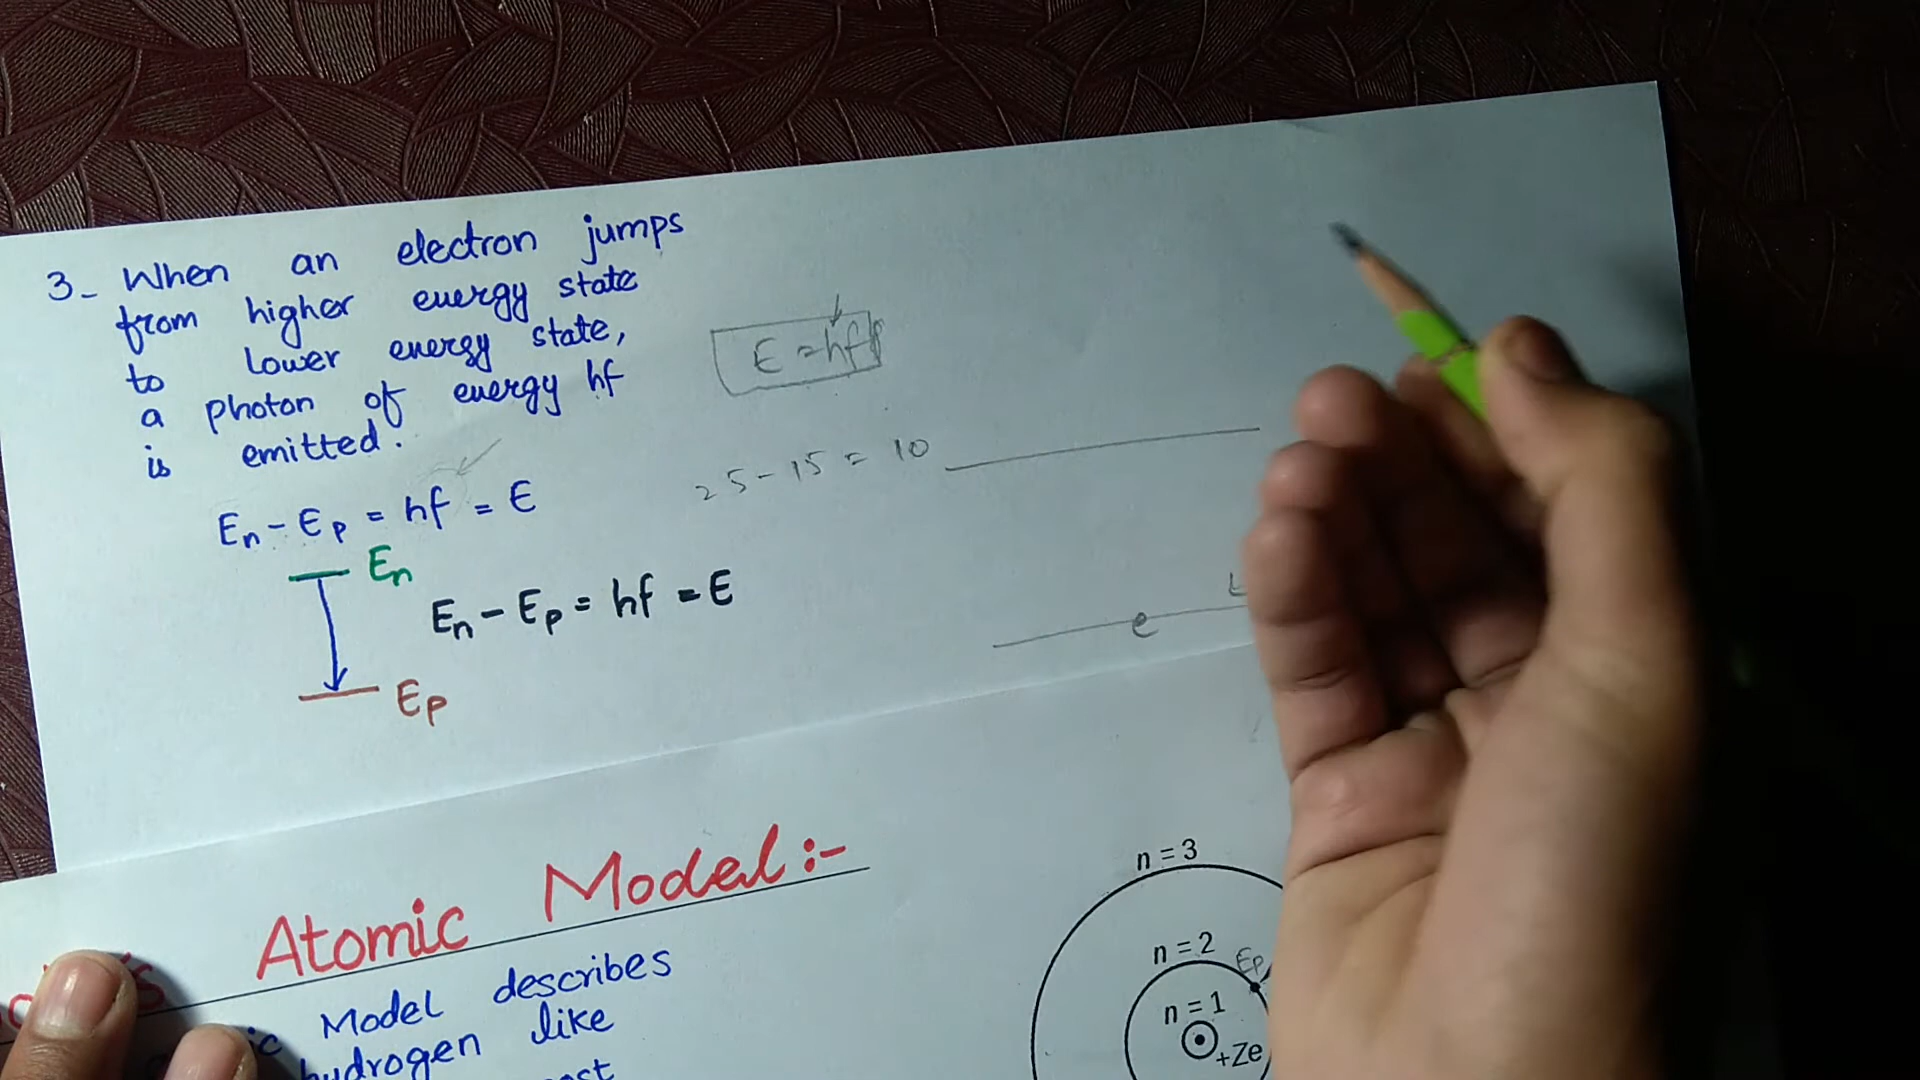 3- When an electron jumps
from higher energy state
to lower energy state,
a photon of energy hf
is emitted.
E = hf
25 - 15 = 10
En - Ep = hf = E
En
En - Ep = hf = E
Ep
e
Atomic Model:-
Model describes
hydrogen like
n = 3
n = 2
Ep
n = 1
+Ze